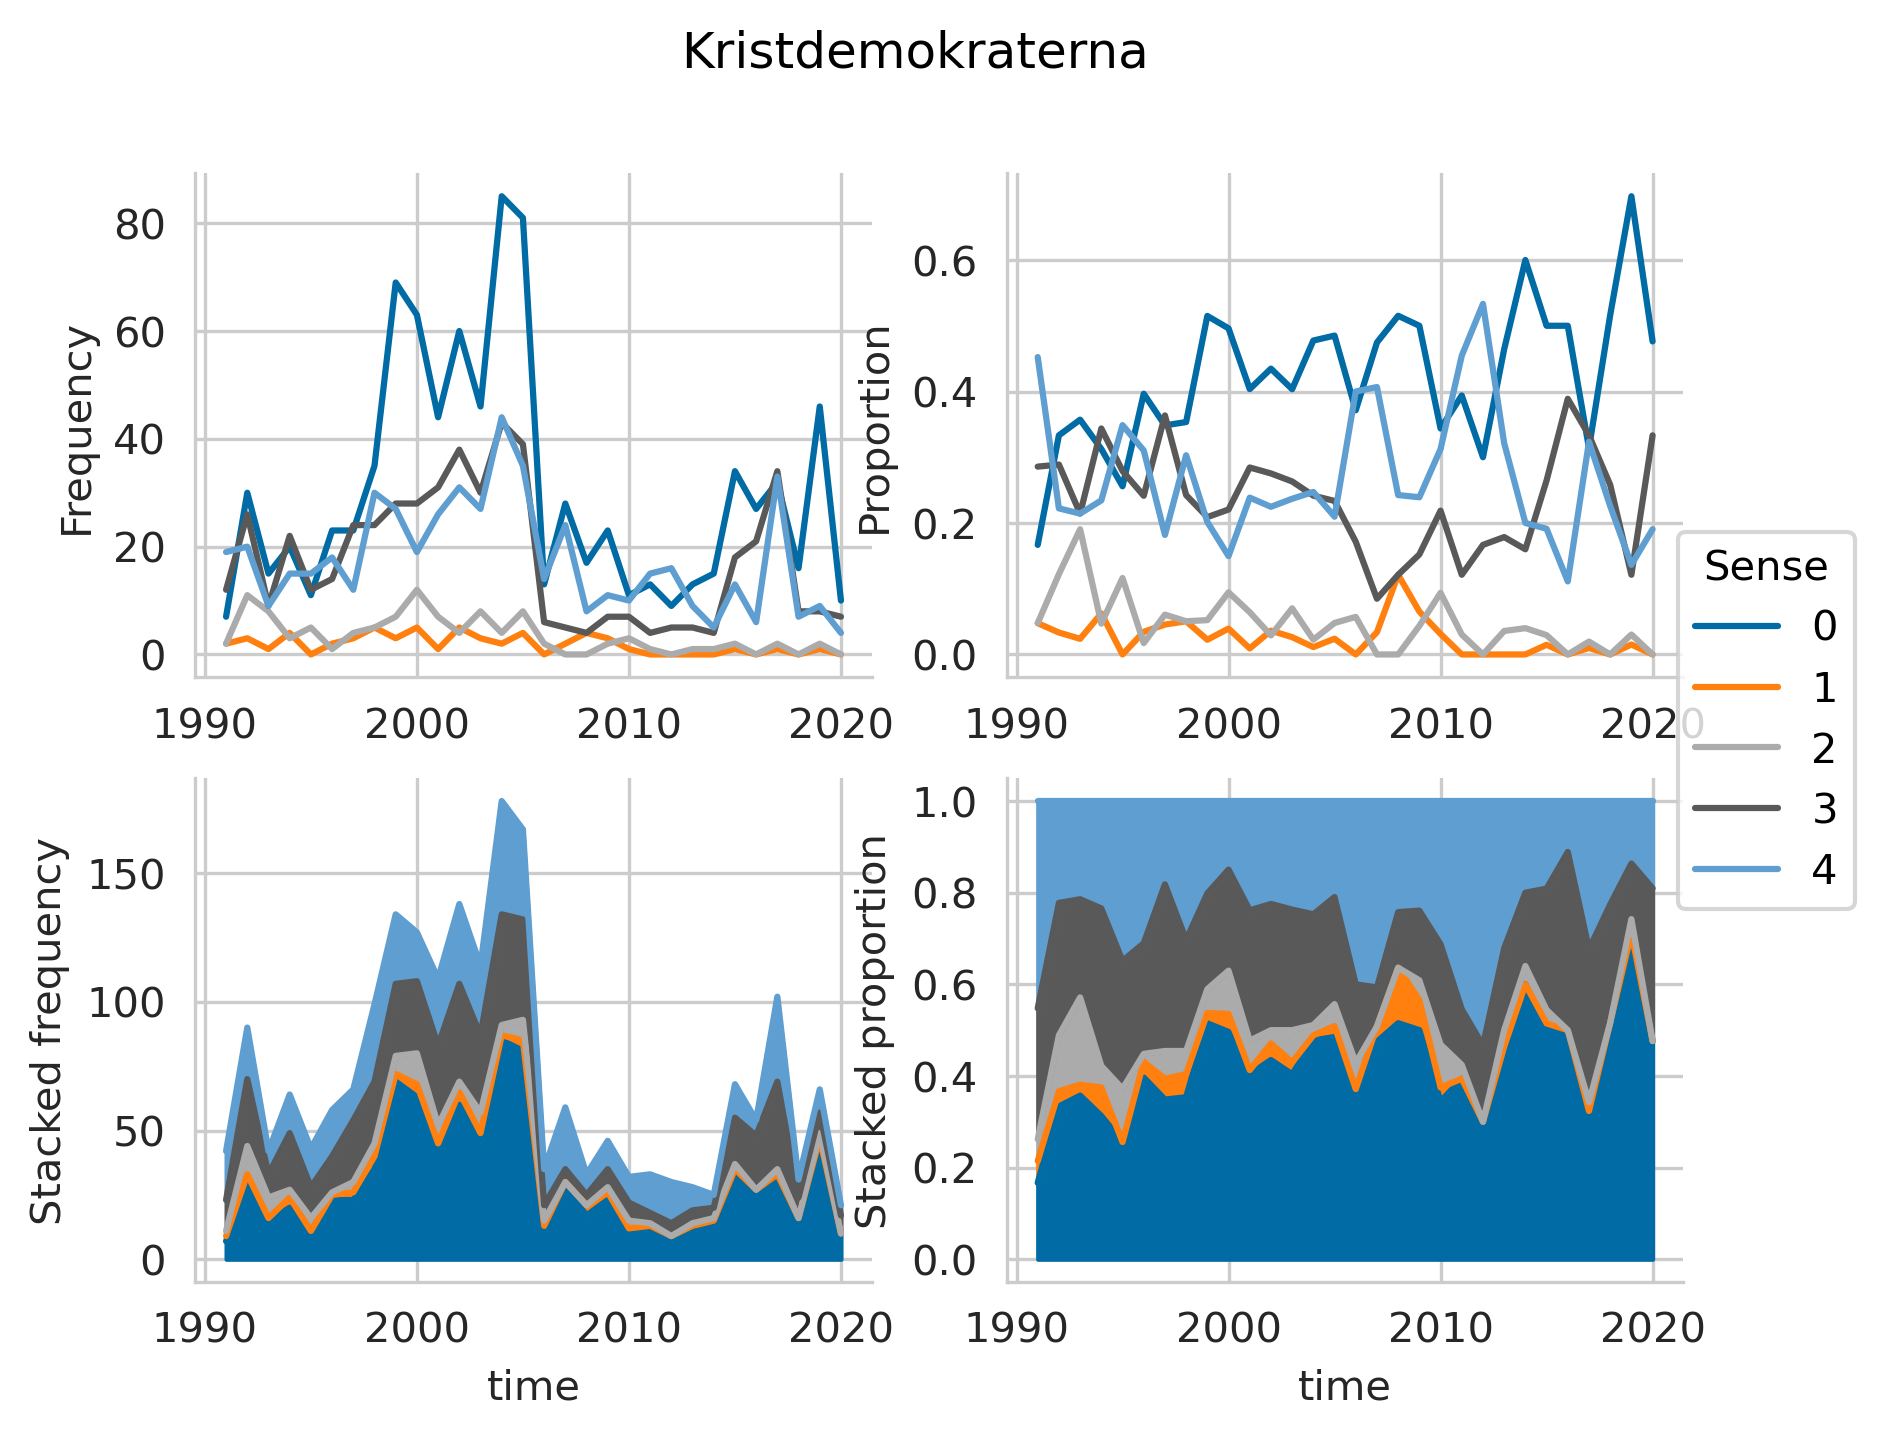 Kristdemokraterna
Frequency
80
60
40
20
0
1990 2000 2010 2020
Proportion
0.6
0.4
0.2
0.0
1990 2000 2010 2020
Stacked frequency
150
100
50
0
1990 2000 2010 2020
time
Stacked proportion
1.0
0.8
0.6
0.4
0.2
0.0
1990 2000 2010 2020
time
Sense
0
1
2
3
4